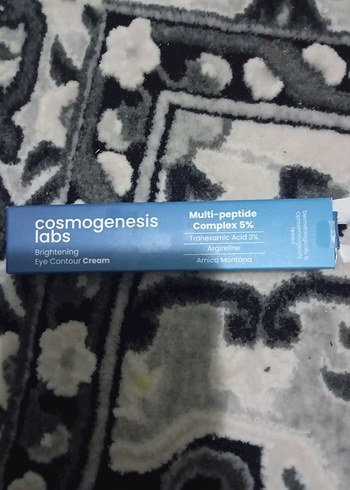 cosmogenesis
labs
Brightening
Eye Contour Cream
Multi-peptide
Complex 5%
Tranexamic Acid 3%
Argireline
Arnica Montana